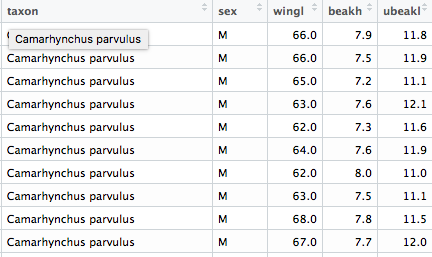 taxon sex wingl beakh ubeakl
Camarhynchus parvulus M 66.0 7.9 11.8
Camarhynchus parvulus M 66.0 7.5 11.9
Camarhynchus parvulus M 65.0 7.2 11.1
Camarhynchus parvulus M 63.0 7.6 12.1
Camarhynchus parvulus M 62.0 7.3 11.6
Camarhynchus parvulus M 64.0 7.6 11.9
Camarhynchus parvulus M 62.0 8.0 11.0
Camarhynchus parvulus M 63.0 7.5 11.1
Camarhynchus parvulus M 68.0 7.8 11.5
Camarhynchus parvulus M 67.0 7.7 12.0